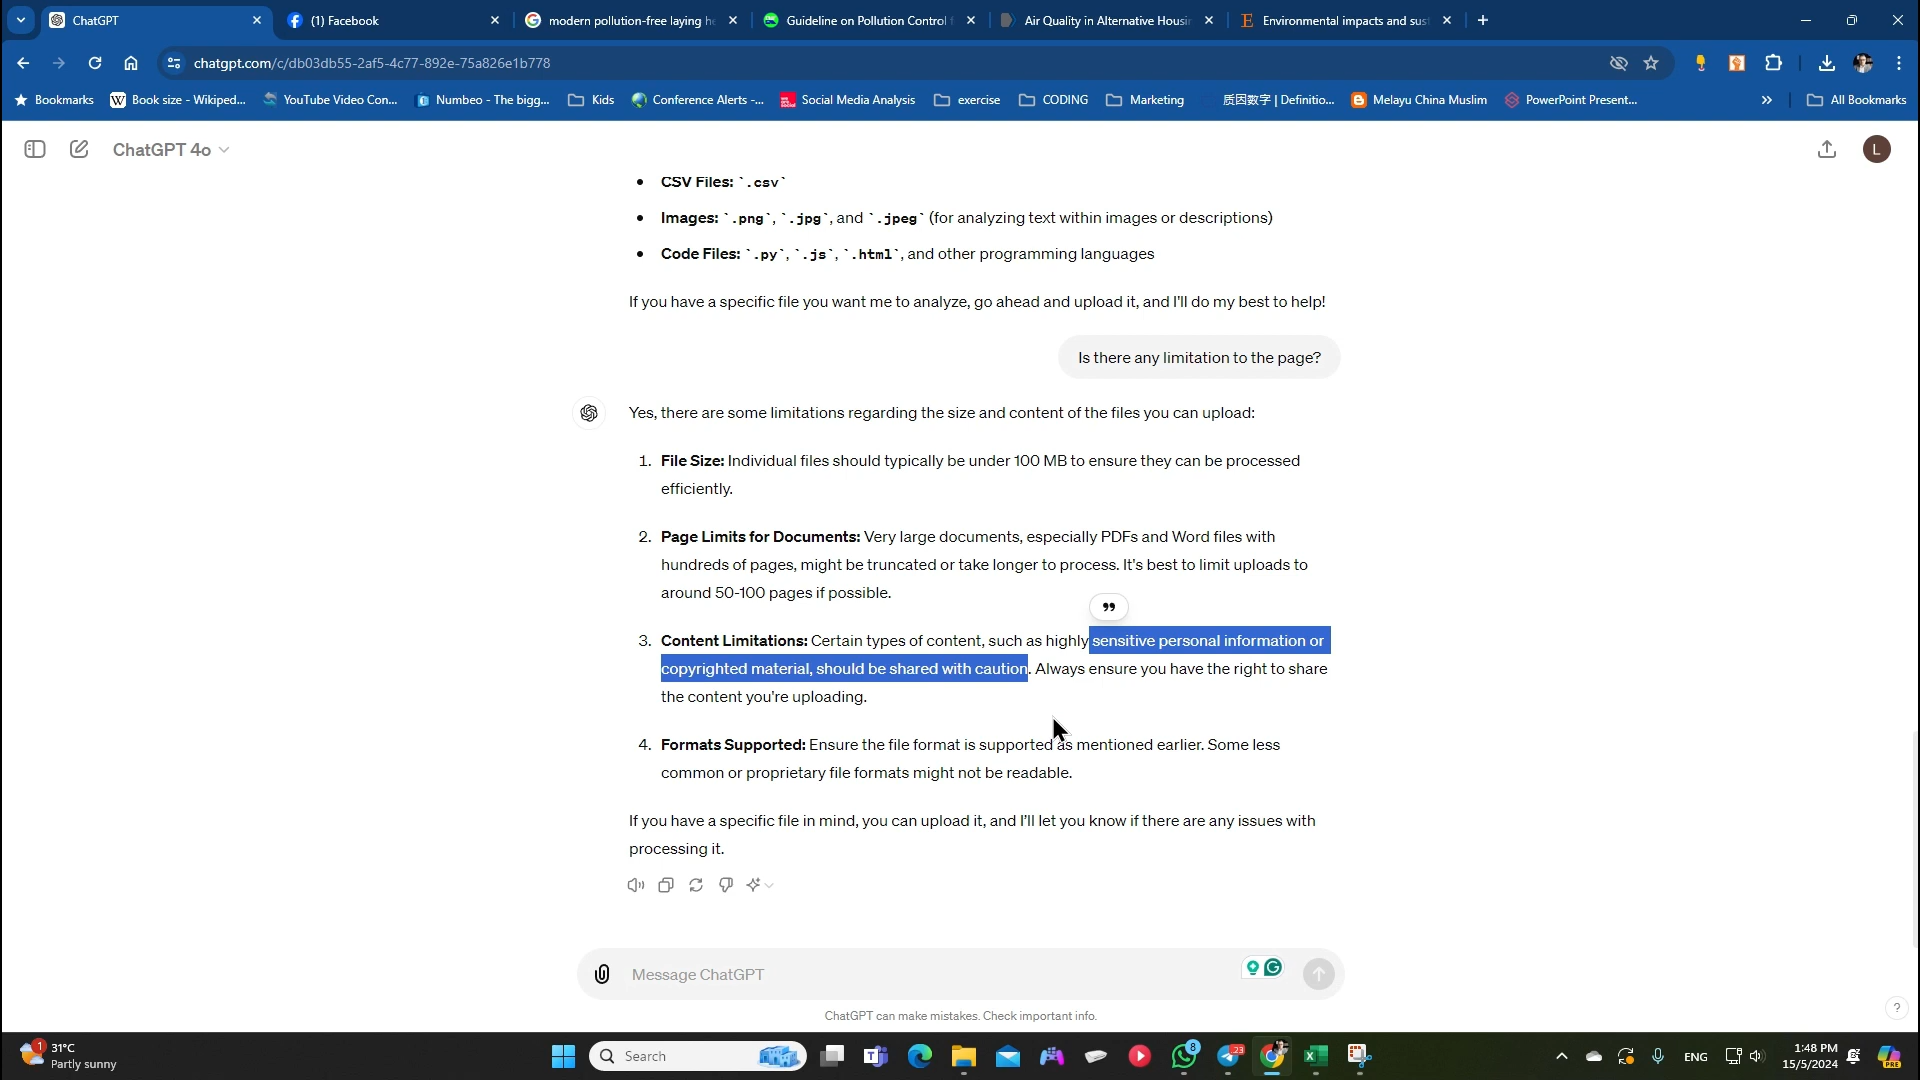 ChatGPT
(1) Facebook
modern pollution-free laying he
Guideline on Pollution Control f
Air Quality in Alternative Housin
Environmental impacts and sust
chatgpt.com/c/db03db55-2af5-4c77-892e-75a826e1b778
Bookmarks
Book size - Wikiped...
YouTube Video Con...
Numbeo - The bigg...
Kids
Conference Alerts -...
Social Media Analysis
exercise
CODING
Marketing
质因数字 | Definitio...
Melayu China Muslim
PowerPoint Present...
»
All Bookmarks
ChatGPT 4o
L
• CSV Files: `.csv`
• Images: `.png`, `.jpg`, and `.jpeg` (for analyzing text within images or descriptions)
• Code Files: `.py`, `.js`, `.html`, and other programming languages
If you have a specific file you want me to analyze, go ahead and upload it, and I'll do my best to help!
Is there any limitation to the page?
Yes, there are some limitations regarding the size and content of the files you can upload:
1. File Size: Individual files should typically be under 100 MB to ensure they can be processed
efficiently.
2. Page Limits for Documents: Very large documents, especially PDFs and Word files with
hundreds of pages, might be truncated or take longer to process. It's best to limit uploads to
around 50-100 pages if possible.
3. Content Limitations: Certain types of content, such as highly sensitive personal information or
copyrighted material, should be shared with caution. Always ensure you have the right to share
the content you're uploading.
4. Formats Supported: Ensure the file format is supported as mentioned earlier. Some less
common or proprietary file formats might not be readable.
If you have a specific file in mind, you can upload it, and I'll let you know if there are any issues with
processing it.
Message ChatGPT
ChatGPT can make mistakes. Check important info.
?
1
31°C
Partly sunny
Search
8
23
ENG
1:48 PM
15/5/2024
PRE